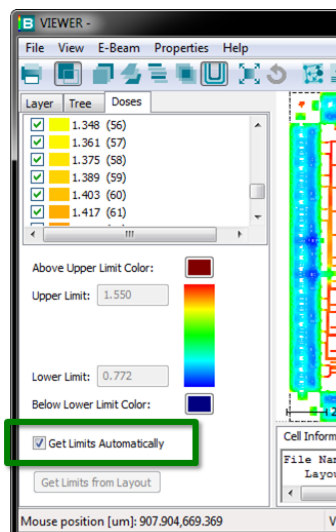 B VIEWER -
File View E-Beam Properties Help
Layer Tree Doses
1.348 (56)
1.361 (57)
1.375 (58)
1.389 (59)
1.403 (60)
1.417 (61)
Above Upper Limit Color:
Upper Limit: 1.550
Lower Limit: 0.772
Below Lower Limit Color:
Get Limits Automatically
Get Limits from Layout
2
Cell Inform
File Nam
Layou
Mouse position [um]: 907.904,669.369
V